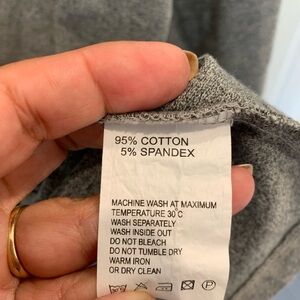 95% COTTON
5% SPANDEX
MACHINE WASH AT MAXIMUM
TEMPERATURE 30°C
WASH SEPARATELY
WASH INSIDE OUT
DO NOT BLEACH
DO NOT TUMBLE DRY
WARM IRON
OR DRY CLEAN